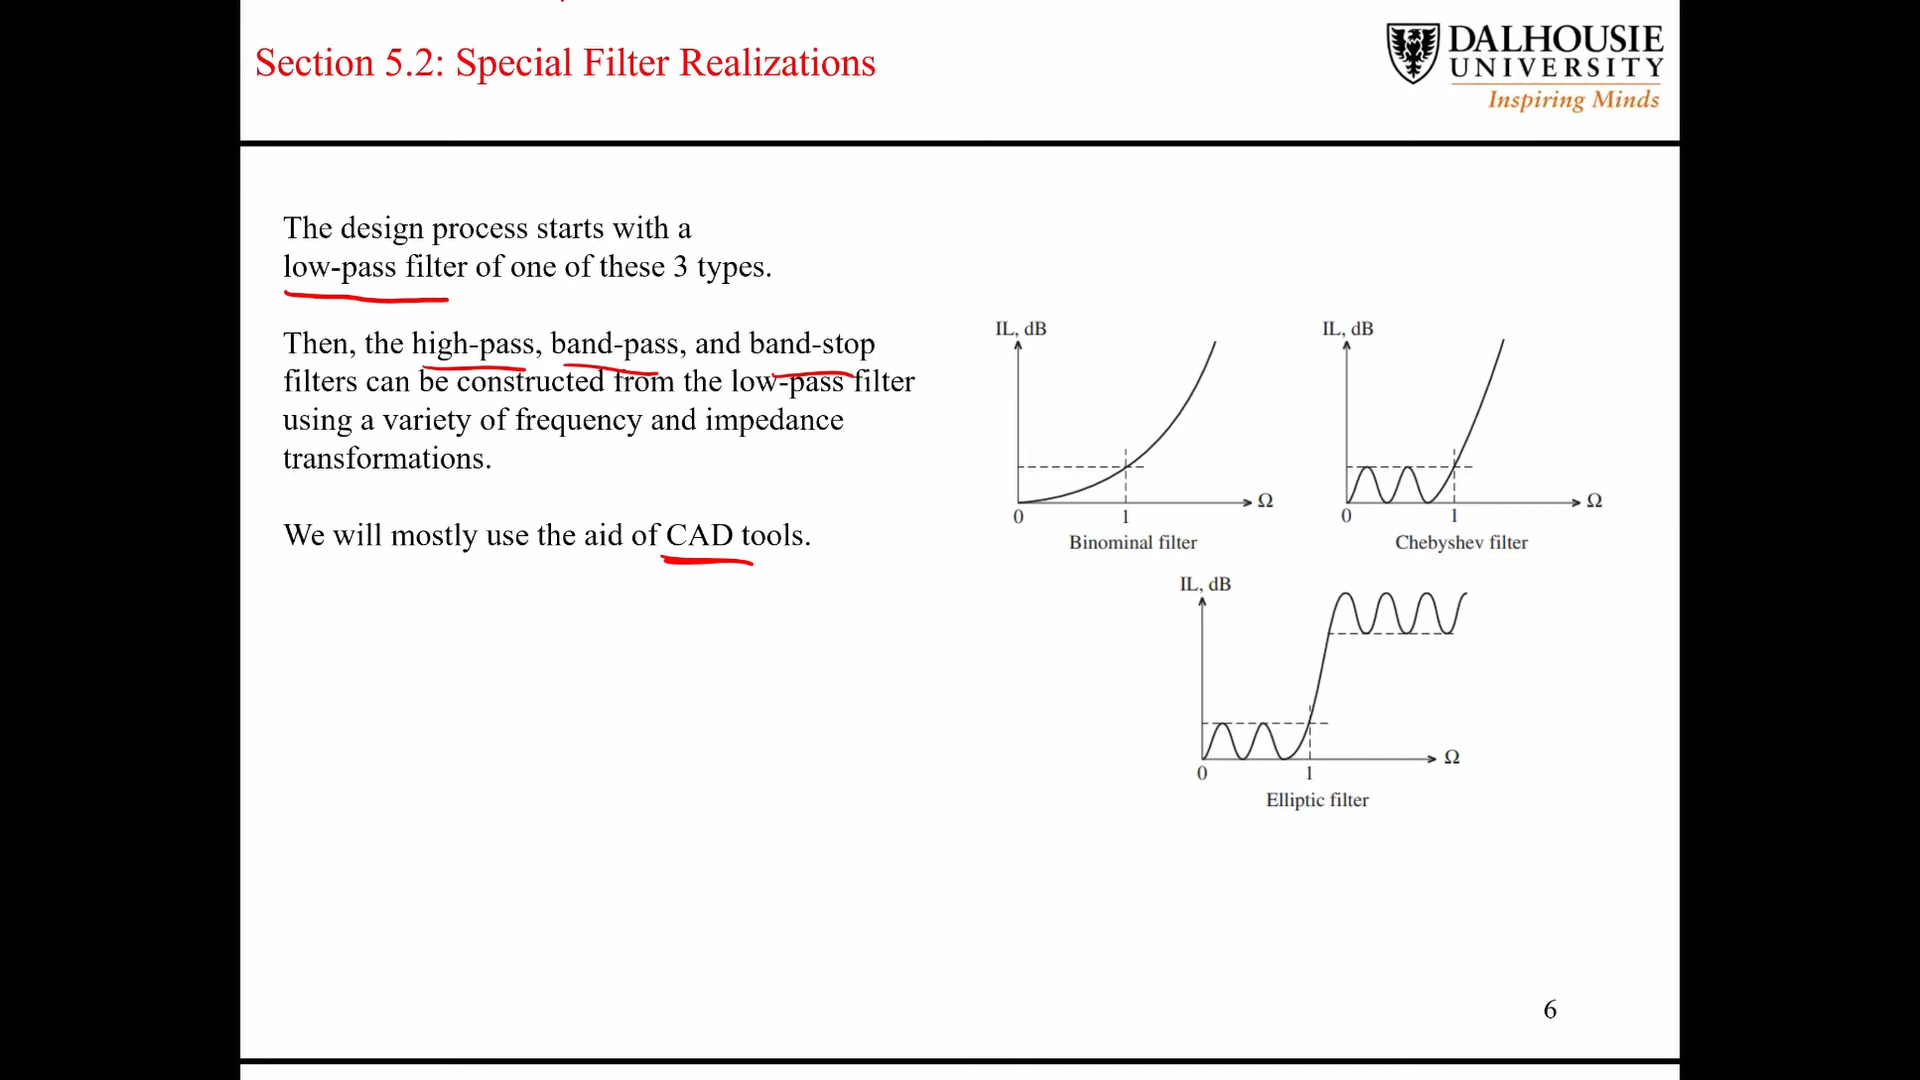 Section 5.2: Special Filter Realizations
DALHOUSIE
UNIVERSITY
Inspiring Minds
The design process starts with a
low-pass filter of one of these 3 types.
Then, the high-pass, band-pass, and band-stop
filters can be constructed from the low-pass filter
using a variety of frequency and impedance
transformations.
We will mostly use the aid of CAD tools.
IL, dB
Ω
0
1
Binominal filter
IL, dB
Ω
0
1
Chebyshev filter
IL, dB
Ω
0
1
Elliptic filter
6